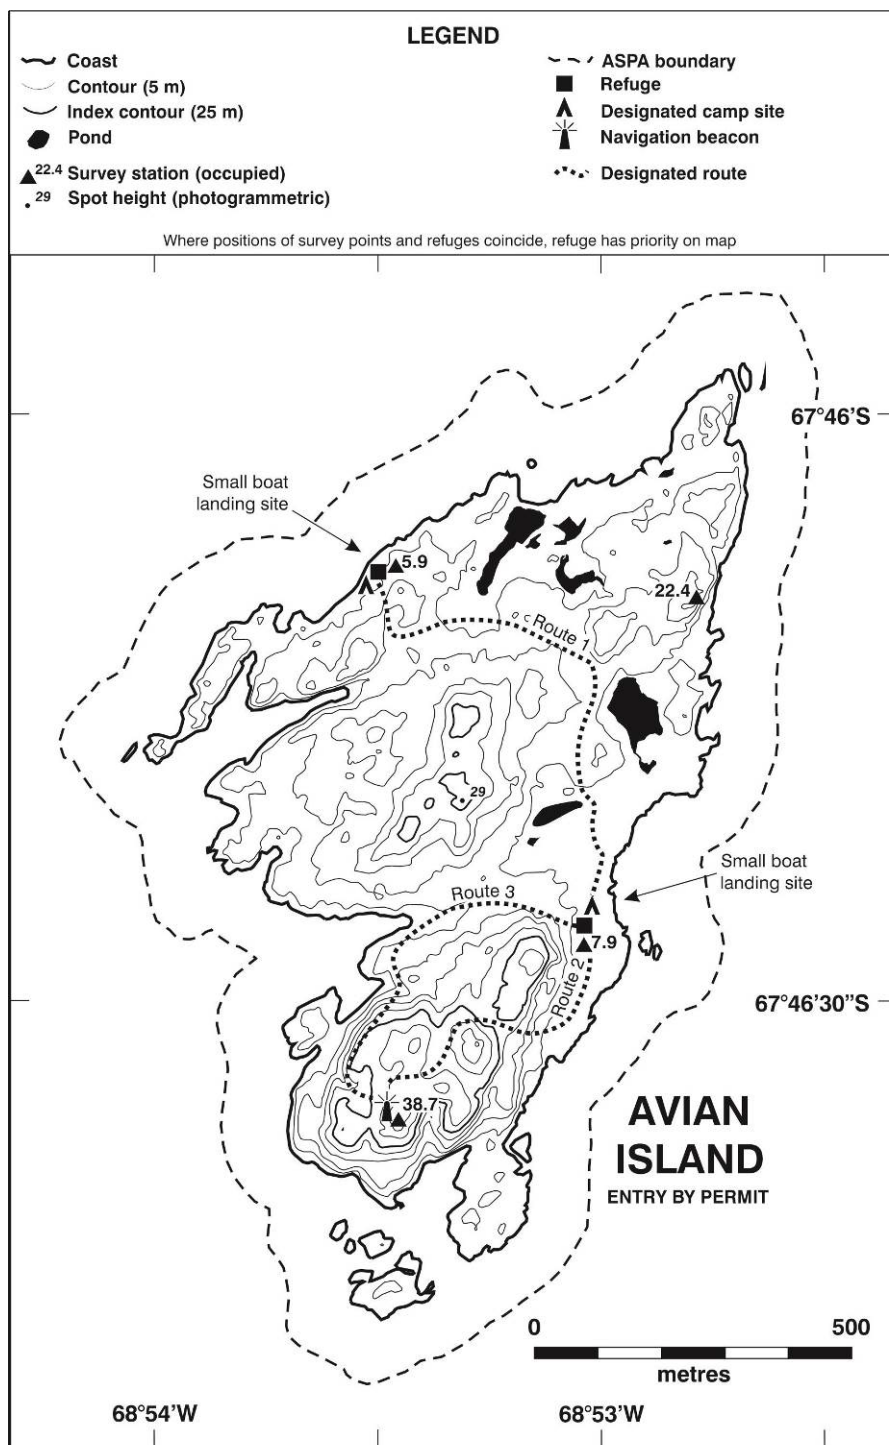 LEGEND
Coast
Contour (5 m)
Index contour (25 m)
Pond
22.4 Survey station (occupied)
29 Spot height (photogrammetric)
ASPA boundary
Refuge
Designated camp site
Navigation beacon
Designated route
Where positions of survey points and refuges coincide, refuge has priority on map
67°46'S
Small boat
landing site
5.9
22.4
Route 1
29
Small boat
landing site
Route 3
7.9
Route 2
67°46'30"S
38.7
AVIAN
ISLAND
ENTRY BY PERMIT
0 500
metres
68°54'W 68°53'W